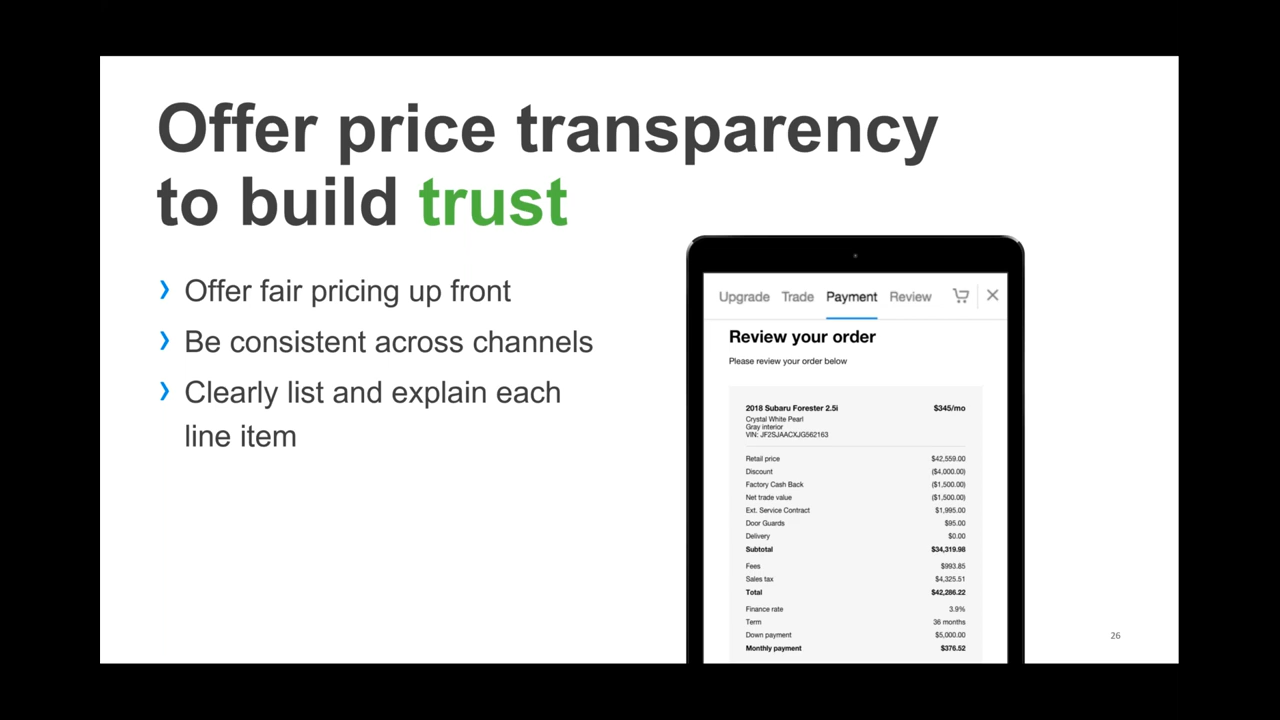 Offer price transparency
to build trust
› Offer fair pricing up front
› Be consistent across channels
› Clearly list and explain each
line item
Upgrade Trade Payment Review
Review your order
Please review your order below
2018 Subaru Forester 2.5i $345/mo
Crystal White Pearl
Gray interior
VIN: JF2SJAACXJG562163
Retail price $42,559.00
Discount ($4,000.00)
Factory Cash Back ($1,500.00)
Net trade value ($1,500.00)
Ext. Service Contract $1,995.00
Door Guards $95.00
Delivery $0.00
Subtotal $34,319.98
Fees $993.85
Sales tax $4,325.51
Total $42,286.22
Finance rate 3.9%
Term 36 months
Down payment $5,000.00
Monthly payment $376.52
26